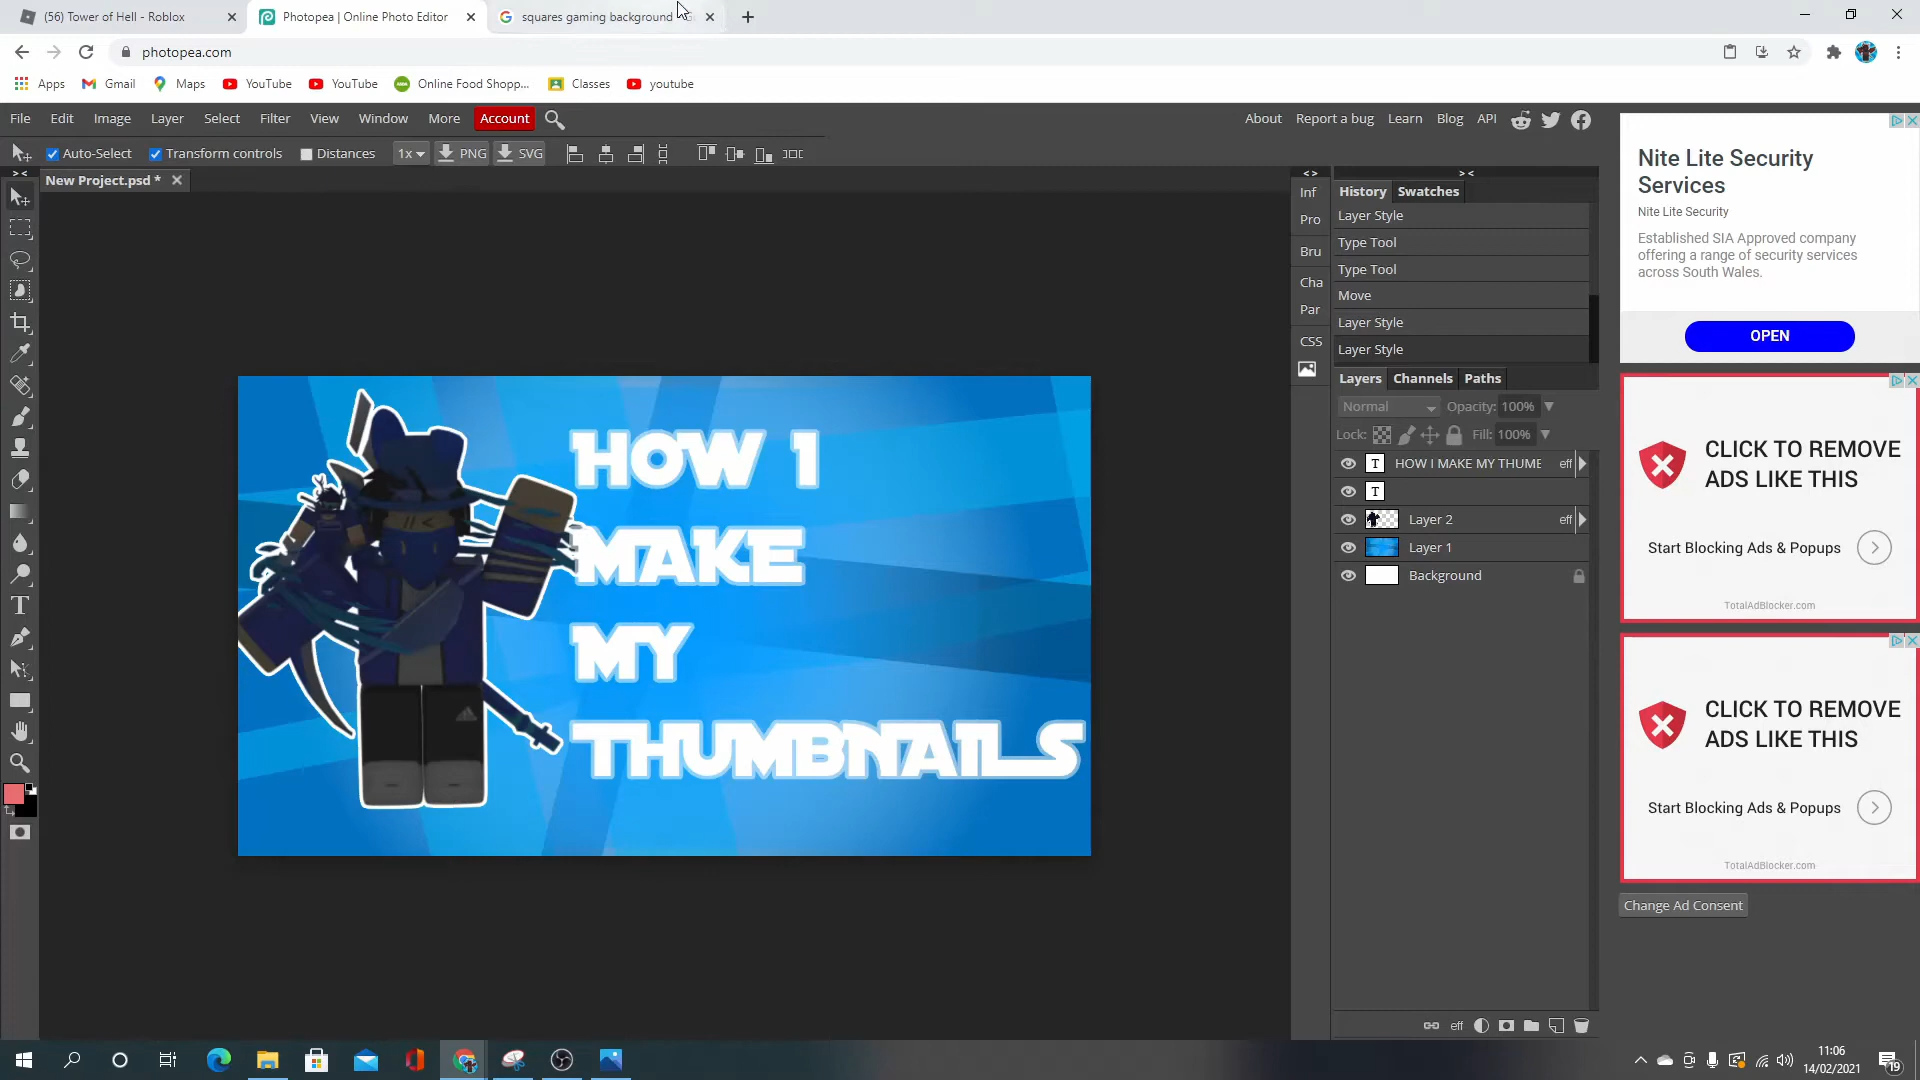 (56) Tower of Hell - Roblox
Photopea | Online Photo Editor
squares gaming background
photopea.com
Apps
Gmail
Maps
YouTube
YouTube
Online Food Shopp...
Classes
youtube
File Edit Image Layer Select Filter View Window More Account
About Report a bug Learn Blog API
Auto-Select Transform controls Distances 1x PNG SVG
New Project.psd *
HOW I
MAKE
MY
THUMBNAILS
Inf
Pro
Bru
Cha
Par
CSS
History Swatches
Layer Style
Type Tool
Type Tool
Move
Layer Style
Layer Style
Layers Channels Paths
Normal Opacity: 100%
Lock: Fill: 100%
T HOW I MAKE MY THUME eff
T
Layer 2 eff
Layer 1
Background
eff
Nite Lite Security
Services
Nite Lite Security
Established SIA Approved company
offering a range of security services
across South Wales.
OPEN
CLICK TO REMOVE
ADS LIKE THIS
Start Blocking Ads & Popups
TotalAdBlocker.com
CLICK TO REMOVE
ADS LIKE THIS
Start Blocking Ads & Popups
TotalAdBlocker.com
Change Ad Consent
11:06
14/02/2021
19